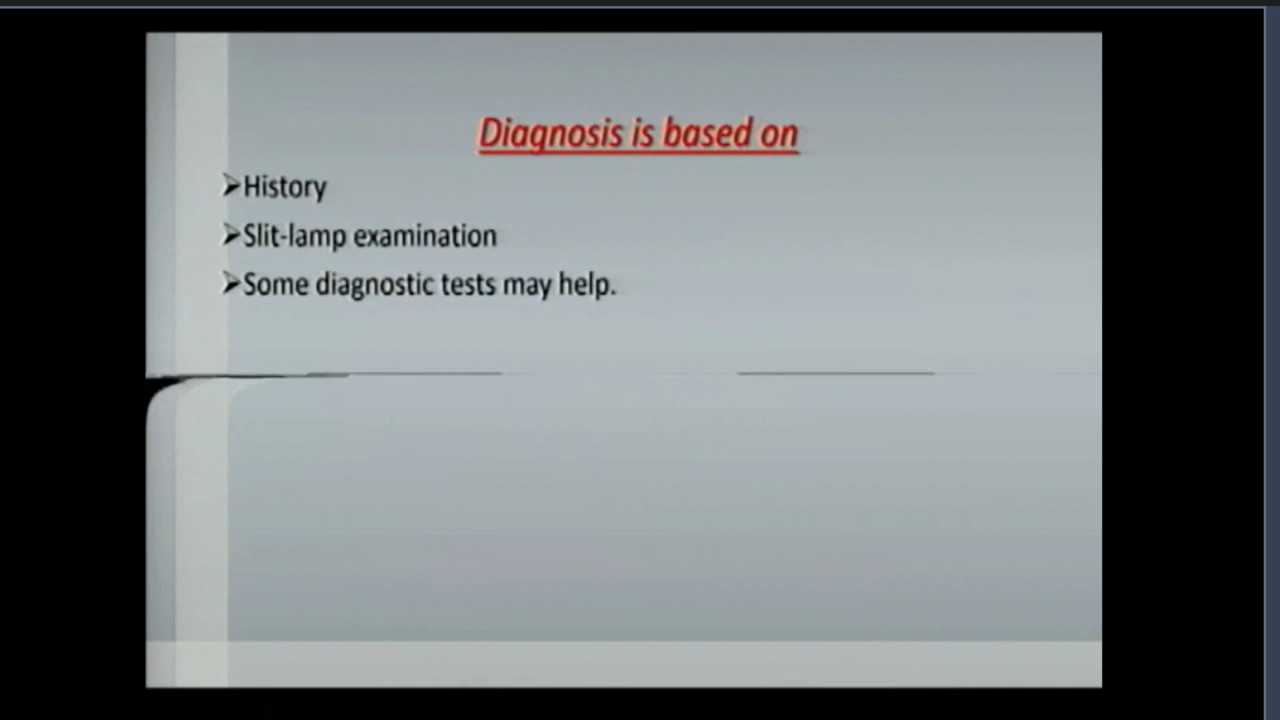 Diagnosis is based on
➢History
➢Slit-lamp examination
➢Some diagnostic tests may help.